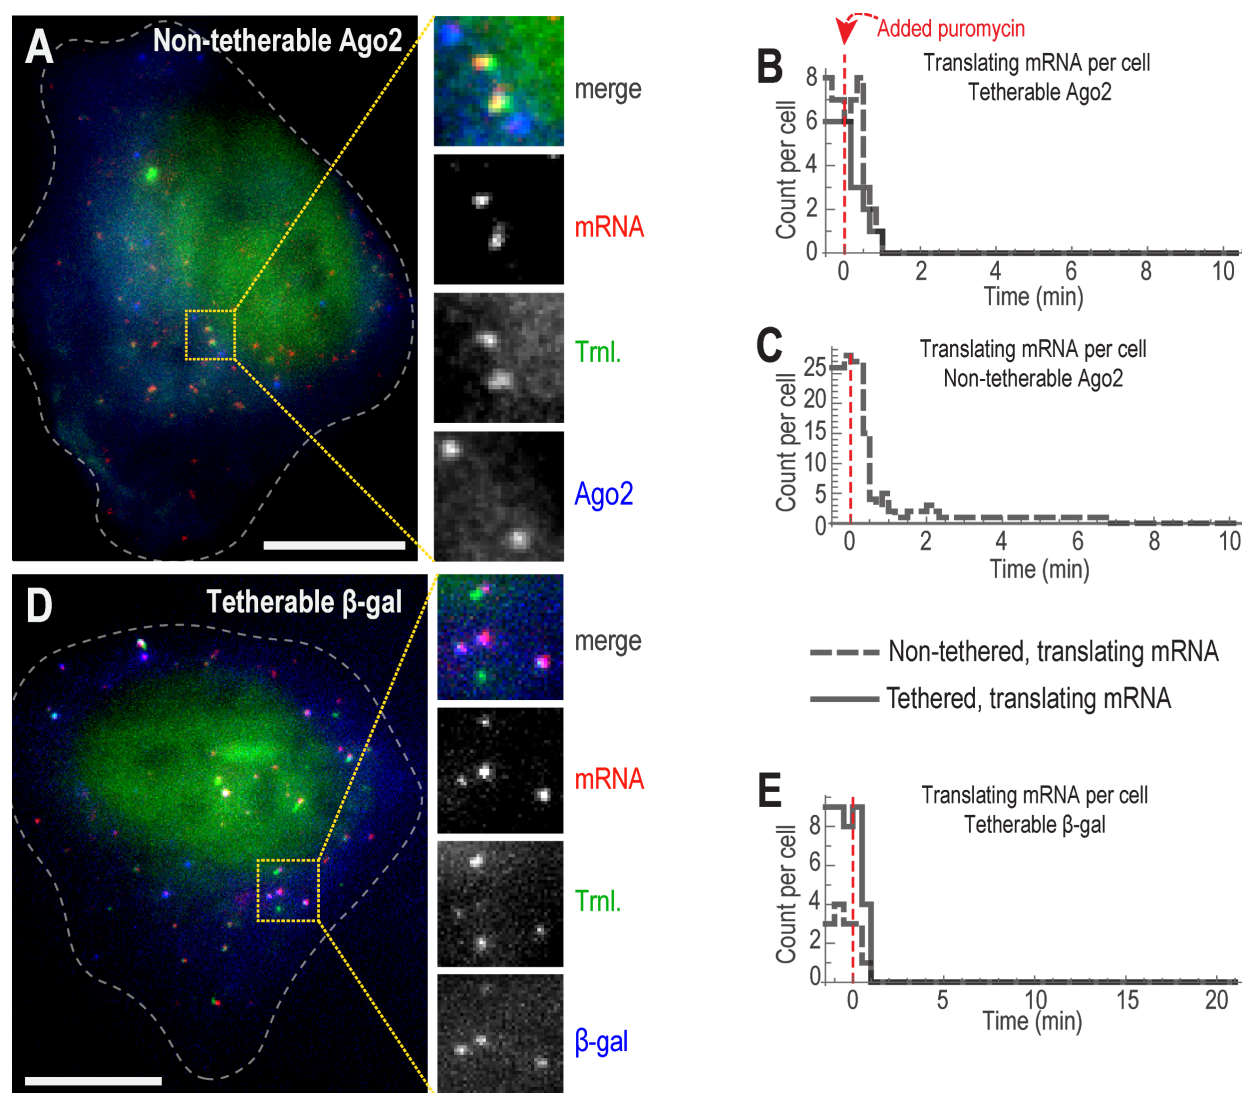 A
Non-tetherable Ago2
merge
mRNA
Trnl.
Ago2
Added puromycin
B
Translating mRNA per cell
Tetherable Ago2
Count per cell
8
6
4
2
0
0 2 4 6 8 10
Time (min)
C
Translating mRNA per cell
Non-tetherable Ago2
Count per cell
25
20
15
10
5
0
0 2 4 6 8 10
Time (min)
D
Tetherable β-gal
merge
mRNA
Trnl.
β-gal
Non-tethered, translating mRNA
Tethered, translating mRNA
E
Translating mRNA per cell
Tetherable β-gal
Count per cell
8
6
4
2
0
0 5 10 15 20
Time (min)